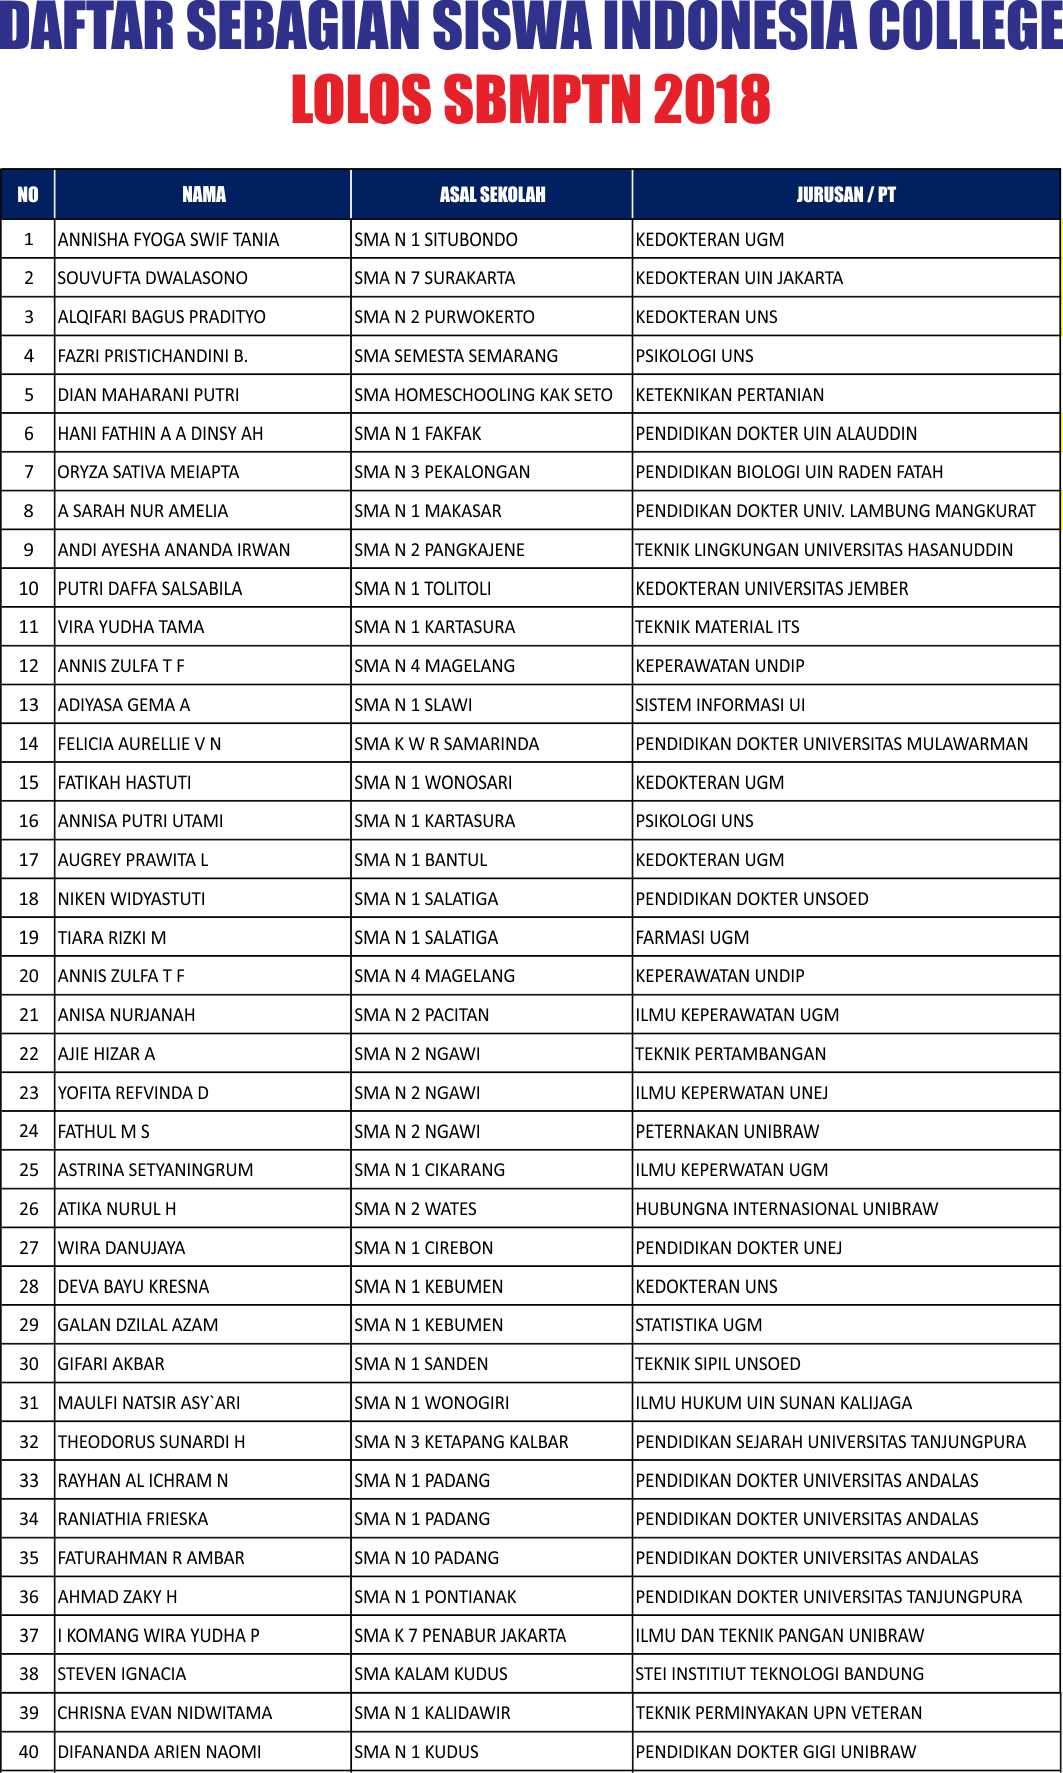 DAFTAR SEBAGIAN SISWA INDONESIA COLLEGE
LOLOS SBMPTN 2018
NO NAMA ASAL SEKOLAH JURUSAN / PT
1 ANNISHA FYOGA SWIF TANIA SMA N 1 SITUBONDO KEDOKTERAN UGM
2 SOUVUFTA DWALASONO SMA N 7 SURAKARTA KEDOKTERAN UIN JAKARTA
3 ALQIFARI BAGUS PRADITYO SMA N 2 PURWOKERTO KEDOKTERAN UNS
4 FAZRI PRISTICHANDINI B. SMA SEMESTA SEMARANG PSIKOLOGI UNS
5 DIAN MAHARANI PUTRI SMA HOMESCHOOLING KAK SETO KETEKNIKAN PERTANIAN
6 HANI FATHIN A A DINSY AH SMA N 1 FAKFAK PENDIDIKAN DOKTER UIN ALAUDDIN
7 ORYZA SATIVA MEIAPTA SMA N 3 PEKALONGAN PENDIDIKAN BIOLOGI UIN RADEN FATAH
8 A SARAH NUR AMELIA SMA N 1 MAKASAR PENDIDIKAN DOKTER UNIV. LAMBUNG MANGKURAT
9 ANDI AYESHA ANANDA IRWAN SMA N 2 PANGKAJENE TEKNIK LINGKUNGAN UNIVERSITAS HASANUDDIN
10 PUTRI DAFFA SALSABILA SMA N 1 TOLITOLI KEDOKTERAN UNIVERSITAS JEMBER
11 VIRA YUDHA TAMA SMA N 1 KARTASURA TEKNIK MATERIAL ITS
12 ANNIS ZULFA T F SMA N 4 MAGELANG KEPERAWATAN UNDIP
13 ADIYASA GEMA A SMA N 1 SLAWI SISTEM INFORMASI UI
14 FELICIA AURELLIE V N SMA K W R SAMARINDA PENDIDIKAN DOKTER UNIVERSITAS MULAWARMAN
15 FATIKAH HASTUTI SMA N 1 WONOSARI KEDOKTERAN UGM
16 ANNISA PUTRI UTAMI SMA N 1 KARTASURA PSIKOLOGI UNS
17 AUGREY PRAWITA L SMA N 1 BANTUL KEDOKTERAN UGM
18 NIKEN WIDYASTUTI SMA N 1 SALATIGA PENDIDIKAN DOKTER UNSOED
19 TIARA RIZKI M SMA N 1 SALATIGA FARMASI UGM
20 ANNIS ZULFA T F SMA N 4 MAGELANG KEPERAWATAN UNDIP
21 ANISA NURJANAH SMA N 2 PACITAN ILMU KEPERAWATAN UGM
22 AJIE HIZAR A SMA N 2 NGAWI TEKNIK PERTAMBANGAN
23 YOFITA REFVINDA D SMA N 2 NGAWI ILMU KEPERWATAN UNEJ
24 FATHUL M S SMA N 2 NGAWI PETERNAKAN UNIBRAW
25 ASTRINA SETYANINGRUM SMA N 1 CIKARANG ILMU KEPERWATAN UGM
26 ATIKA NURUL H SMA N 2 WATES HUBUNGNA INTERNASIONAL UNIBRAW
27 WIRA DANUJAYA SMA N 1 CIREBON PENDIDIKAN DOKTER UNEJ
28 DEVA BAYU KRESNA SMA N 1 KEBUMEN KEDOKTERAN UNS
29 GALAN DZILAL AZAM SMA N 1 KEBUMEN STATISTIKA UGM
30 GIFARI AKBAR SMA N 1 SANDEN TEKNIK SIPIL UNSOED
31 MAULFI NATSIR ASY`ARI SMA N 1 WONOGIRI ILMU HUKUM UIN SUNAN KALIJAGA
32 THEODORUS SUNARDI H SMA N 3 KETAPANG KALBAR PENDIDIKAN SEJARAH UNIVERSITAS TANJUNGPURA
33 RAYHAN AL ICHRAM N SMA N 1 PADANG PENDIDIKAN DOKTER UNIVERSITAS ANDALAS
34 RANIATHIA FRIESKA SMA N 1 PADANG PENDIDIKAN DOKTER UNIVERSITAS ANDALAS
35 FATURAHMAN R AMBAR SMA N 10 PADANG PENDIDIKAN DOKTER UNIVERSITAS ANDALAS
36 AHMAD ZAKY H SMA N 1 PONTIANAK PENDIDIKAN DOKTER UNIVERSITAS TANJUNGPURA
37 I KOMANG WIRA YUDHA P SMA K 7 PENABUR JAKARTA ILMU DAN TEKNIK PANGAN UNIBRAW
38 STEVEN IGNACIA SMA KALAM KUDUS STEI INSTITIUT TEKNOLOGI BANDUNG
39 CHRISNA EVAN NIDWITAMA SMA N 1 KALIDAWIR TEKNIK PERMINYAKAN UPN VETERAN
40 DIFANANDA ARIEN NAOMI SMA N 1 KUDUS PENDIDIKAN DOKTER GIGI UNIBRAW